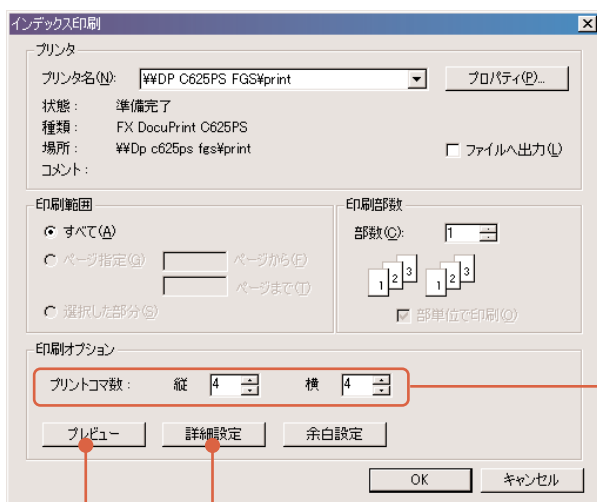 インデックス印刷
プリンタ
プリンタ名(N): ¥¥DP C625PS FGS¥print プロパティ(P)...
状態： 準備完了
種類： FX DocuPrint C625PS
場所： ¥¥Dp c625ps fgs¥print ファイルへ出力(L)
コメント：
印刷範囲 印刷部数
すべて(A) 部数(C): 1
ページ指定(G) ページから(F)
ページまで(T)
1 2 3 1 2 3
選択した部分(S) 部単位で印刷(O)
印刷オプション
プリントコマ数： 縦 4 横 4
プレビュー 詳細設定 余白設定
OK キャンセル